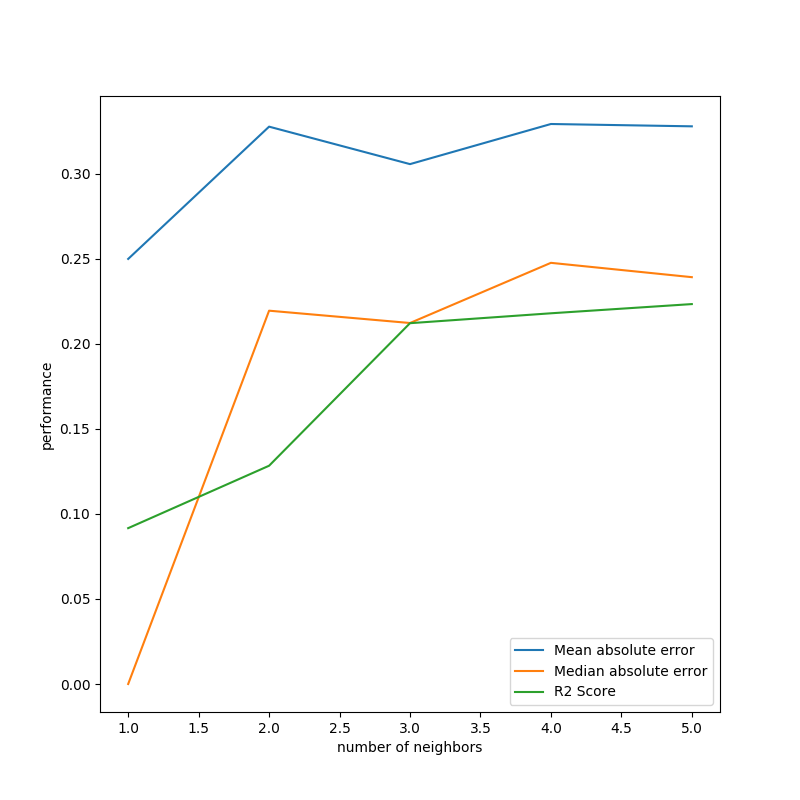 0.30
0.25
0.20
0.15
0.10
0.05
0.00
performance
1.0 1.5 2.0 2.5 3.0 3.5 4.0 4.5 5.0
number of neighbors
Mean absolute error
Median absolute error
R2 Score